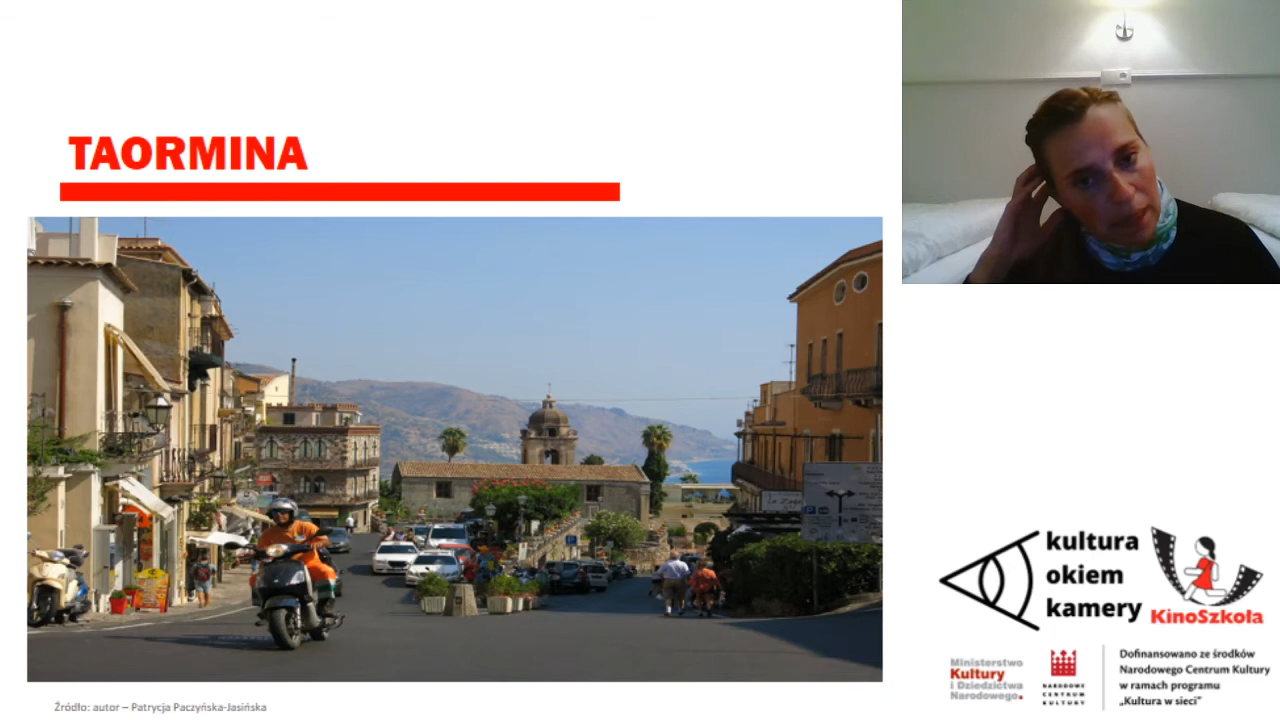 TAORMINA
Źródło: autor – Patrycja Paczyńska-Jasińska
kultura
okiem
kamery
KinoSzkoła
Ministerstwo
Kultury
i Dziedzictwa
Narodowego.
NARODOWE
CENTRUM
KULTURY
Dofinansowano ze środków
Narodowego Centrum Kultury
w ramach programu
„Kultura w sieci”